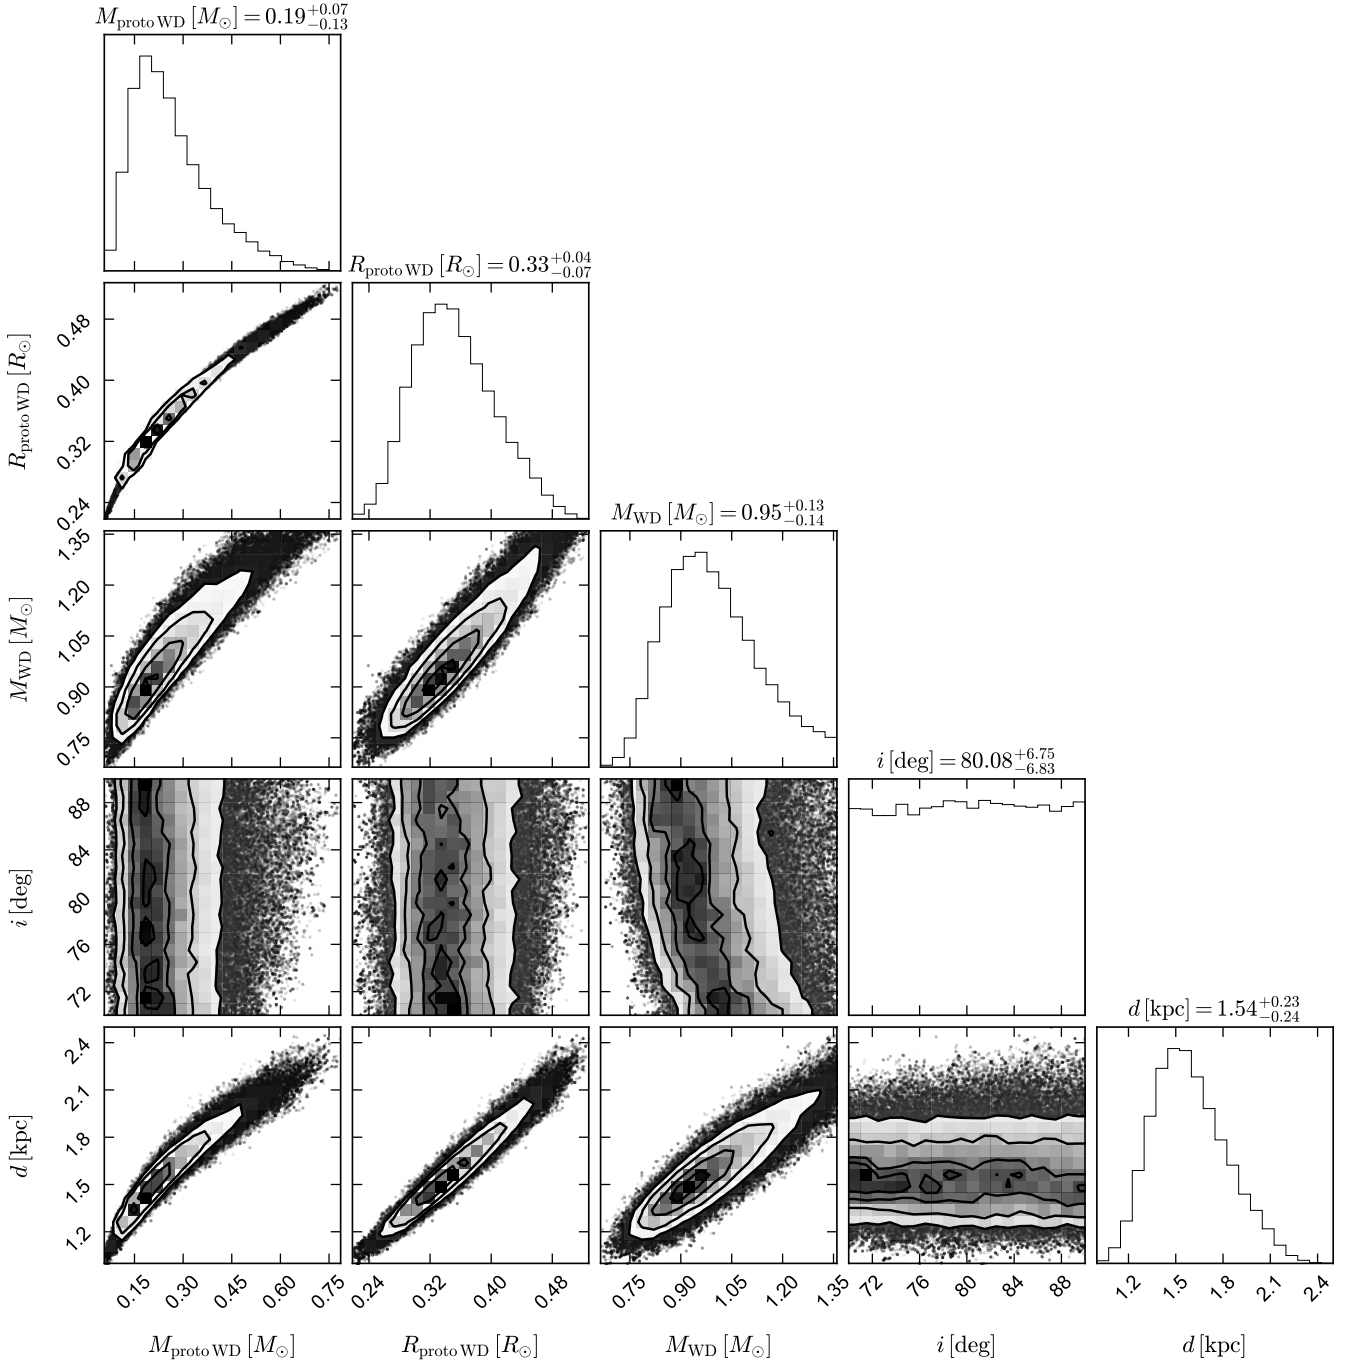 M_proto WD [M_⊙] = 0.19^{+0.07}_{-0.13}
R_proto WD [R_⊙] = 0.33^{+0.04}_{-0.07}
0.48
0.40
0.32
0.24
R_proto WD [R_⊙]
M_WD [M_⊙] = 0.95^{+0.13}_{-0.14}
1.35
1.20
1.05
0.90
0.75
M_WD [M_⊙]
i [deg] = 80.08^{+6.75}_{-6.83}
88
84
80
76
72
i [deg]
d [kpc] = 1.54^{+0.23}_{-0.24}
2.4
2.1
1.8
1.5
1.2
d [kpc]
0.15 0.30 0.45 0.60 0.75 0.24 0.32 0.40 0.48 0.75 0.90 1.05 1.20 1.35 72 76 80 84 88 1.2 1.5 1.8 2.1 2.4
M_proto WD [M_⊙] R_proto WD [R_⊙] M_WD [M_⊙] i [deg] d [kpc]